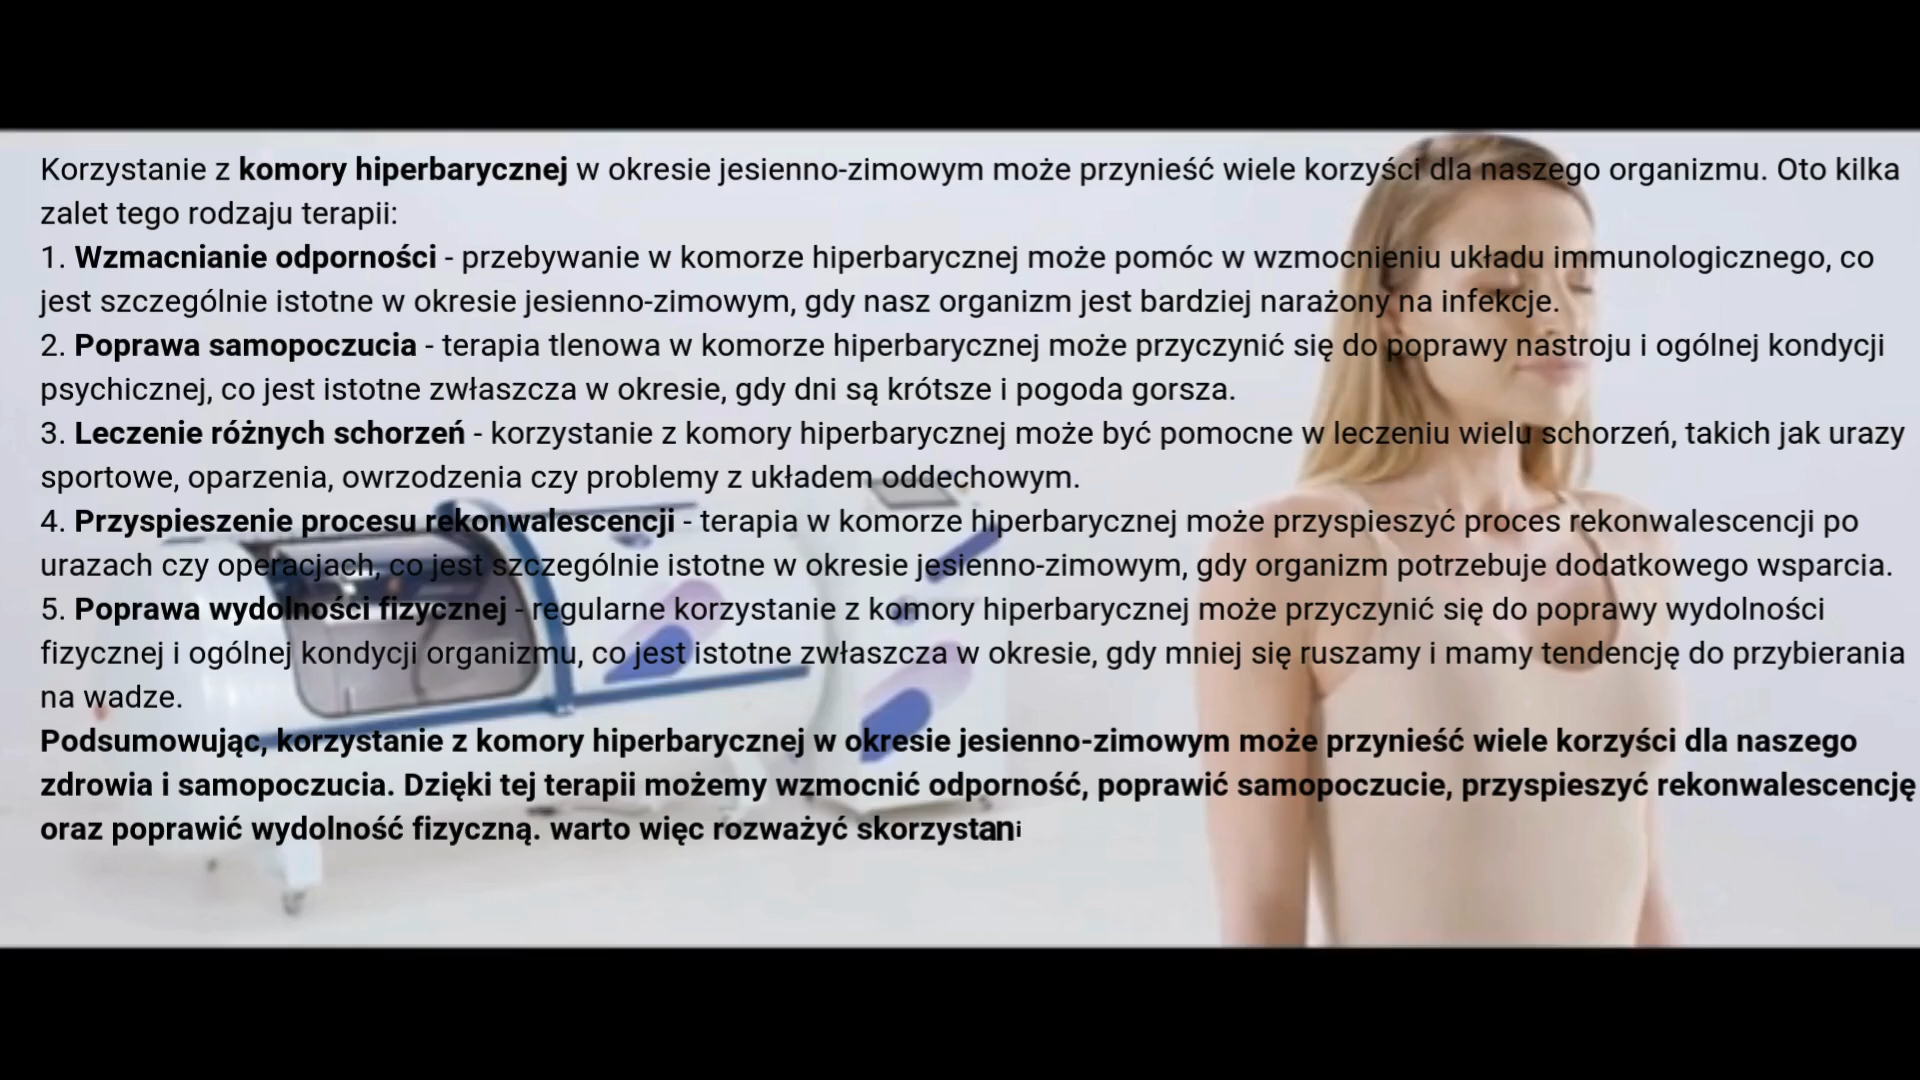 Korzystanie z komory hiperbarycznej w okresie jesienno-zimowym może przynieść wiele korzyści dla naszego organizmu. Oto kilka
zalet tego rodzaju terapii:
1. Wzmacnianie odporności - przebywanie w komorze hiperbarycznej może pomóc w wzmocnieniu układu immunologicznego, co
jest szczególnie istotne w okresie jesienno-zimowym, gdy nasz organizm jest bardziej narażony na infekcje.
2. Poprawa samopoczucia - terapia tlenowa w komorze hiperbarycznej może przyczynić się do poprawy nastroju i ogólnej kondycji
psychicznej, co jest istotne zwłaszcza w okresie, gdy dni są krótsze i pogoda gorsza.
3. Leczenie różnych schorzeń - korzystanie z komory hiperbarycznej może być pomocne w leczeniu wielu schorzeń, takich jak urazy
sportowe, oparzenia, owrzodzenia czy problemy z układem oddechowym.
4. Przyspieszenie procesu rekonwalescencji - terapia w komorze hiperbarycznej może przyspieszyć proces rekonwalescencji po
urazach czy operacjach, co jest szczególnie istotne w okresie jesienno-zimowym, gdy organizm potrzebuje dodatkowego wsparcia.
5. Poprawa wydolności fizycznej - regularne korzystanie z komory hiperbarycznej może przyczynić się do poprawy wydolności
fizycznej i ogólnej kondycji organizmu, co jest istotne zwłaszcza w okresie, gdy mniej się ruszamy i mamy tendencję do przybierania
na wadze.
Podsumowując, korzystanie z komory hiperbarycznej w okresie jesienno-zimowym może przynieść wiele korzyści dla naszego
zdrowia i samopoczucia. Dzięki tej terapii możemy wzmocnić odporność, poprawić samopoczucie, przyspieszyć rekonwalescencję
oraz poprawić wydolność fizyczną. warto więc rozważyć skorzystani